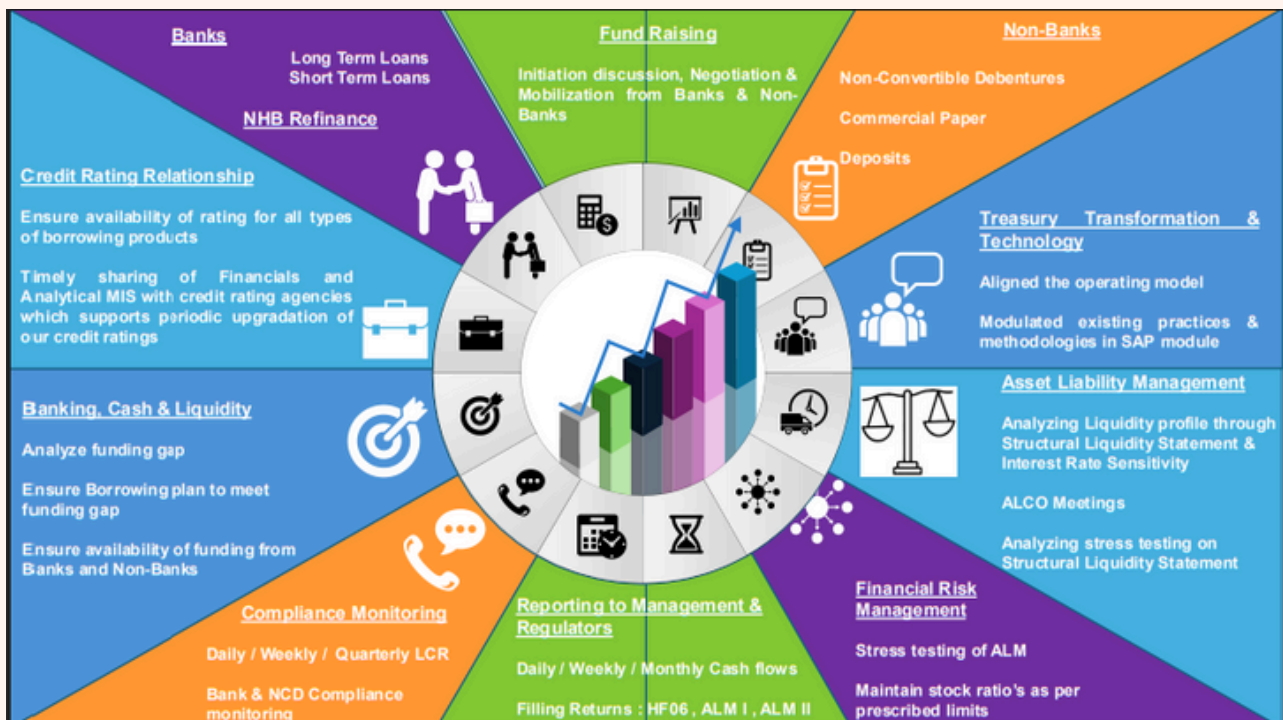 Banks
Long Term Loans
Short Term Loans
NHB Refinance
Fund Raising
Initiation discussion, Negotiation &
Mobilization from Banks & Non-
Banks
Non-Banks
Non-Convertible Debentures
Commercial Paper
Deposits
Credit Rating Relationship
Ensure availability of rating for all types
of borrowing products
Timely sharing of Financials and
Analytical MIS with credit rating agencies
which supports periodic upgradation of
our credit ratings
Treasury Transformation &
Technology
Aligned the operating model
Modulated existing practices &
methodologies in SAP module
Banking, Cash & Liquidity
Analyze funding gap
Ensure Borrowing plan to meet
funding gap
Ensure availability of funding from
Banks and Non-Banks
Asset Liability Management
Analyzing Liquidity profile through
Structural Liquidity Statement &
Interest Rate Sensitivity
ALCO Meetings
Analyzing stress testing on
Structural Liquidity Statement
Compliance Monitoring
Daily / Weekly / Quarterly LCR
Bank & NCD Compliance
monitoring
Reporting to Management &
Regulators
Daily / Weekly / Monthly Cash flows
Filling Returns : HF06 , ALM I , ALM II
Financial Risk
Management
Stress testing of ALM
Maintain stock ratio's as per
prescribed limits